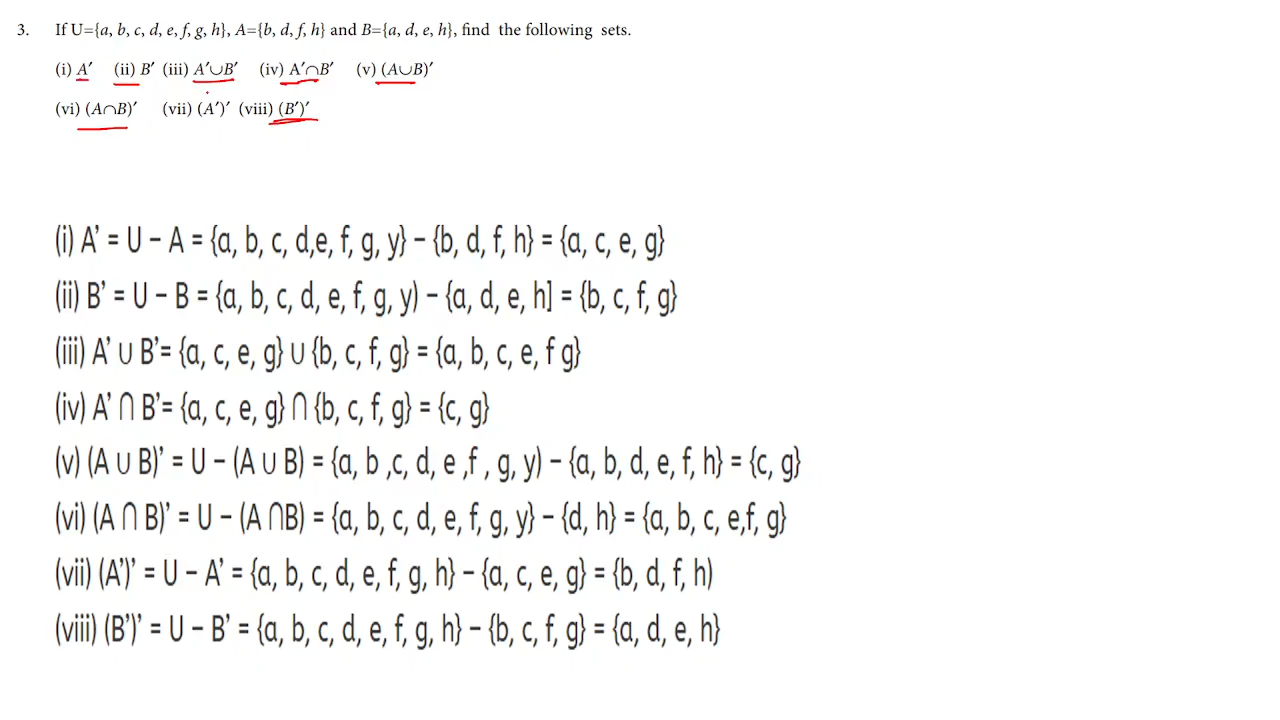 3. If U={a, b, c, d, e, f, g, h}, A={b, d, f, h} and B={a, d, e, h}, find the following sets.
(i) A′ (ii) B′ (iii) A′∪B′ (iv) A′∩B′ (v) (A∪B)′
(vi) (A∩B)′ (vii) (A′)′ (viii) (B′)′
(i) A’ = U – A = {a, b, c, d,e, f, g, y} – {b, d, f, h} = {a, c, e, g}
(ii) B’ = U – B = {a, b, c, d, e, f, g, y) – {a, d, e, h] = {b, c, f, g}
(iii) A’ ∪ B’= {a, c, e, g} ∪ {b, c, f, g} = {a, b, c, e, f g}
(iv) A’ ∩ B’= {a, c, e, g} ∩ {b, c, f, g} = {c, g}
(v) (A ∪ B)’ = U – (A ∪ B) = {a, b ,c, d, e ,f , g, y) – {a, b, d, e, f, h} = {c, g}
(vi) (A ∩ B)’ = U – (A ∩B) = {a, b, c, d, e, f, g, y} – {d, h} = {a, b, c, e,f, g}
(vii) (A’)’ = U – A’ = {a, b, c, d, e, f, g, h} – {a, c, e, g} = {b, d, f, h)
(viii) (B’)’ = U – B’ = {a, b, c, d, e, f, g, h} – {b, c, f, g} = {a, d, e, h}